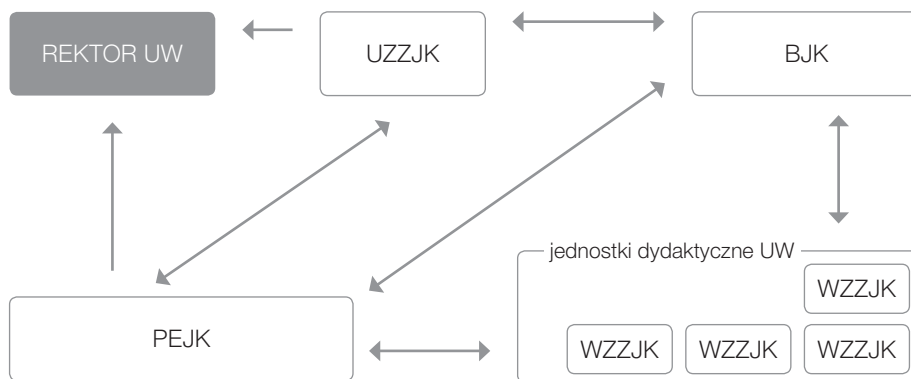 REKTOR UW
UZZJK
BJK
jednostki dydaktyczne UW
WZZJK
PEJK
WZZJK
WZZJK
WZZJK